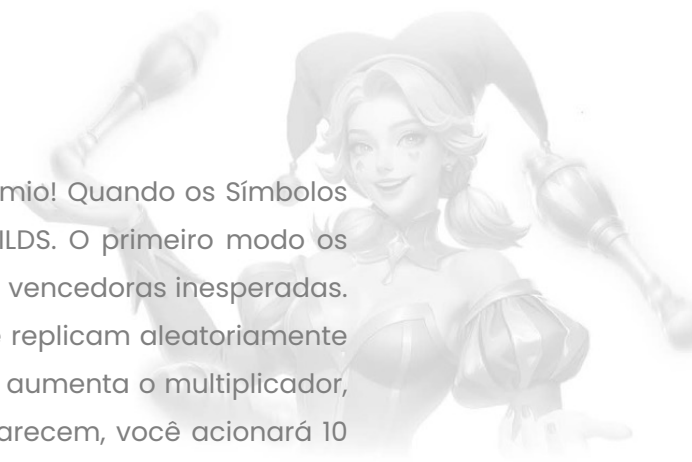 mio! Quando os Símbolos
ILDS. O primeiro modo os
vencedoras inesperadas.
replicam aleatoriamente
aumenta o multiplicador,
arecem, você acionará 10